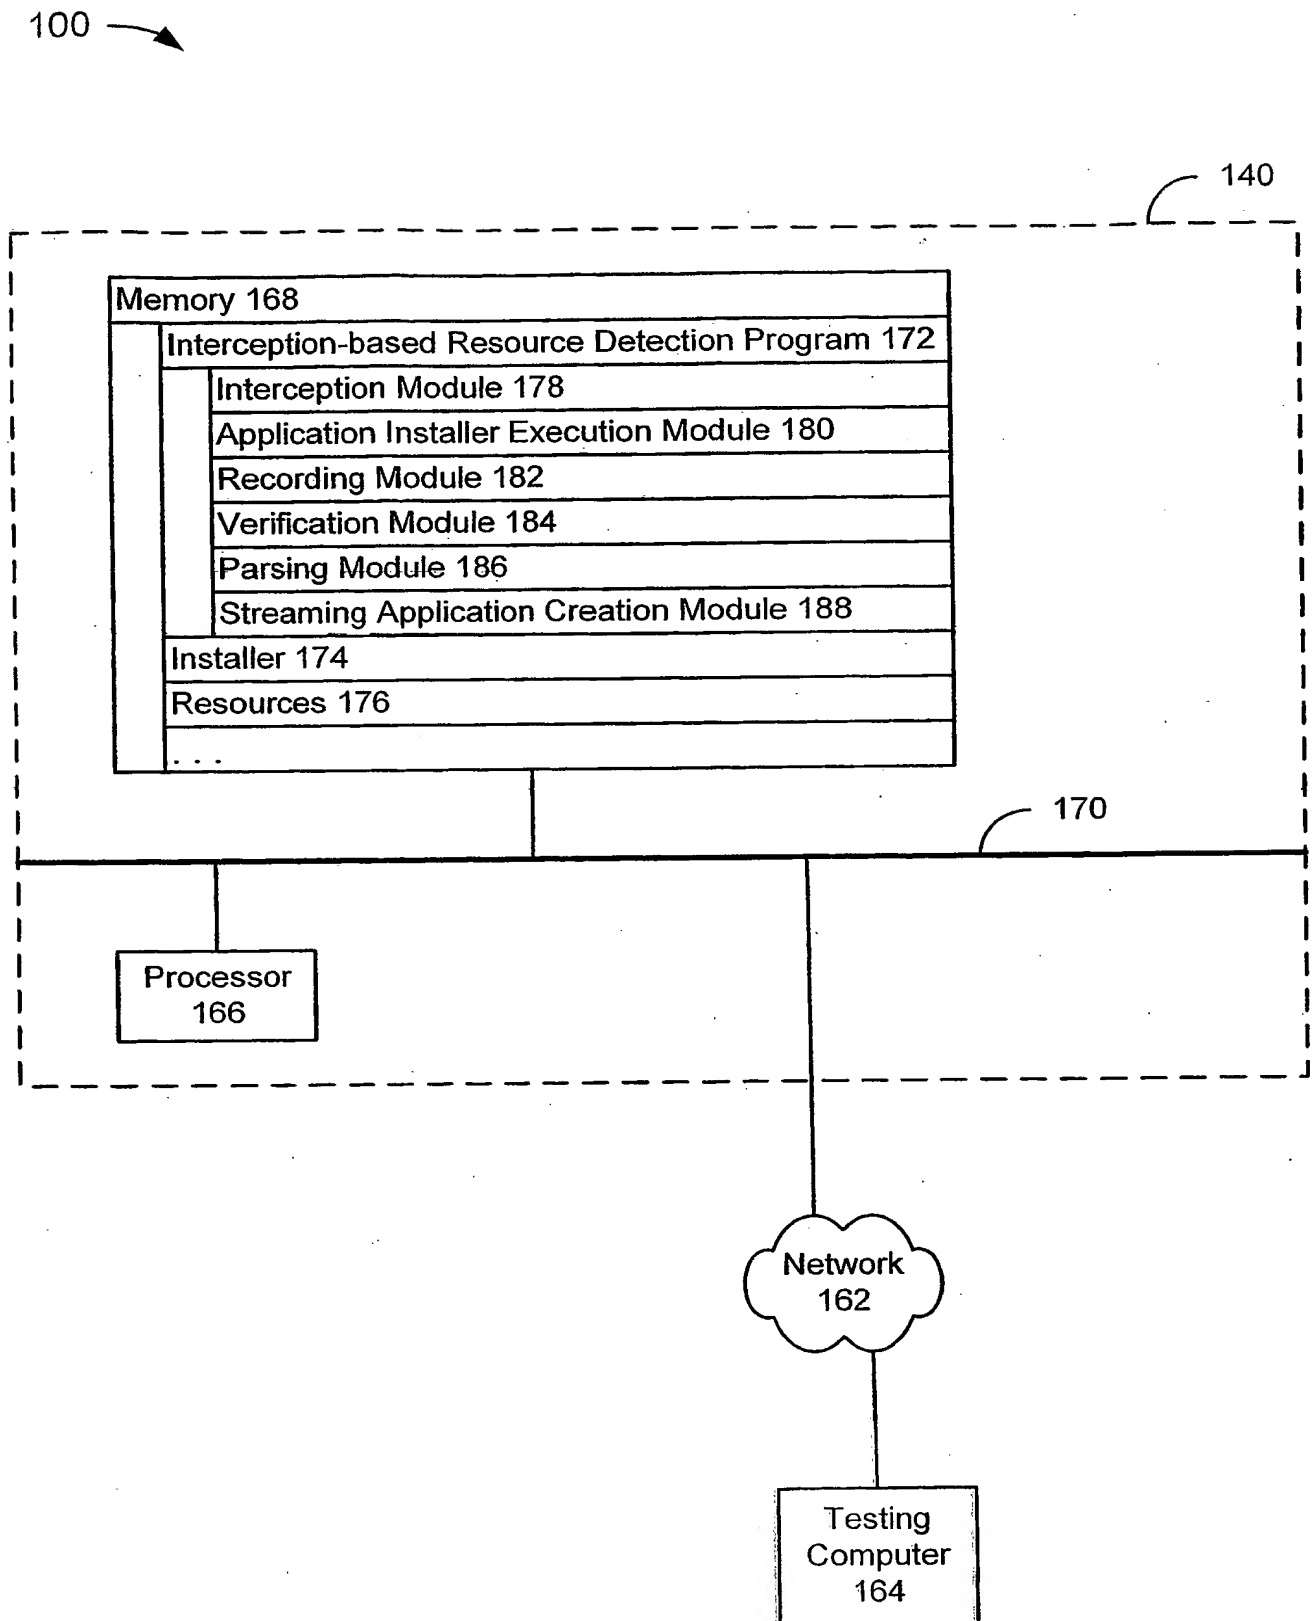 100
140
Memory 168
Interception-based Resource Detection Program 172
Interception Module 178
Application Installer Execution Module 180
Recording Module 182
Verification Module 184
Parsing Module 186
Streaming Application Creation Module 188
Installer 174
Resources 176
. . .
170
Processor
166
Network
162
Testing
Computer
164